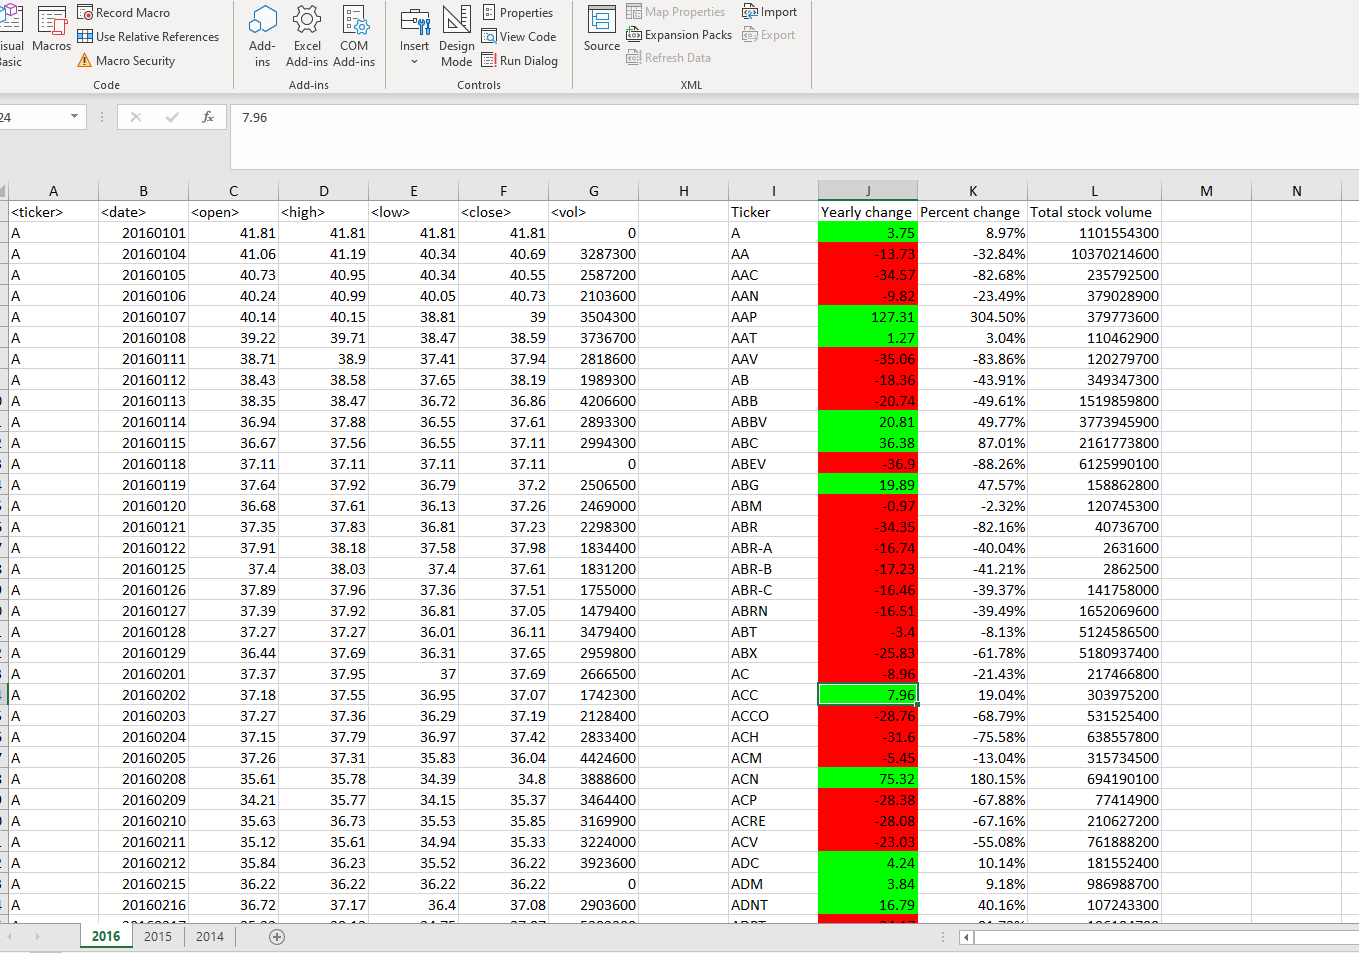 Record Macro
Properties
Map Properties
Import
isual
Macros
Use Relative References
Add-
Excel
COM
Insert
Design
View Code
Source
Expansion Packs
Export
asic
Macro Security
ins
Add-ins
Add-ins
Mode
Run Dialog
Refresh Data
Code
Add-ins
Controls
XML
24
fx
7.96
A B C D E F G H I J K L M N
<ticker> <date> <open> <high> <low> <close> <vol> Ticker Yearly change Percent change Total stock volume
A 20160101 41.81 41.81 41.81 41.81 0 A 3.75 8.97% 1101554300
A 20160104 41.06 41.19 40.34 40.69 3287300 AA -13.73 -32.84% 10370214600
A 20160105 40.73 40.95 40.34 40.55 2587200 AAC -34.57 -82.68% 235792500
A 20160106 40.24 40.99 40.05 40.73 2103600 AAN -9.82 -23.49% 379028900
A 20160107 40.14 40.15 38.81 39 3504300 AAP 127.31 304.50% 379773600
A 20160108 39.22 39.71 38.47 38.59 3736700 AAT 1.27 3.04% 110462900
A 20160111 38.71 38.9 37.41 37.94 2818600 AAV -35.06 -83.86% 120279700
A 20160112 38.43 38.58 37.65 38.19 1989300 AB -18.36 -43.91% 349347300
A 20160113 38.35 38.47 36.72 36.86 4206600 ABB -20.74 -49.61% 1519859800
A 20160114 36.94 37.88 36.55 37.61 2893300 ABBV 20.81 49.77% 3773945900
A 20160115 36.67 37.56 36.55 37.11 2994300 ABC 36.38 87.01% 2161773800
A 20160118 37.11 37.11 37.11 37.11 0 ABEV -36.9 -88.26% 6125990100
A 20160119 37.64 37.92 36.79 37.2 2506500 ABG 19.89 47.57% 158862800
A 20160120 36.68 37.61 36.13 37.26 2469000 ABM -0.97 -2.32% 120745300
A 20160121 37.35 37.83 36.81 37.23 2298300 ABR -34.35 -82.16% 40736700
A 20160122 37.91 38.18 37.58 37.98 1834400 ABR-A -16.74 -40.04% 2631600
A 20160125 37.4 38.03 37.4 37.61 1831200 ABR-B -17.23 -41.21% 2862500
A 20160126 37.89 37.96 37.36 37.51 1755000 ABR-C -16.46 -39.37% 141758000
A 20160127 37.39 37.92 36.81 37.05 1479400 ABRN -16.51 -39.49% 1652069600
A 20160128 37.27 37.27 36.01 36.11 3479400 ABT -3.4 -8.13% 5124586500
A 20160129 36.44 37.69 36.31 37.65 2959800 ABX -25.83 -61.78% 5180937400
A 20160201 37.37 37.95 37 37.69 2666500 AC -8.96 -21.43% 217466800
A 20160202 37.18 37.55 36.95 37.07 1742300 ACC 7.96 19.04% 303975200
A 20160203 37.27 37.36 36.29 37.19 2128400 ACCO -28.76 -68.79% 531525400
A 20160204 37.15 37.79 36.97 37.42 2833400 ACH -31.6 -75.58% 638557800
A 20160205 37.26 37.31 35.83 36.04 4424600 ACM -5.45 -13.04% 315734500
A 20160208 35.61 35.78 34.39 34.8 3888600 ACN 75.32 180.15% 694190100
A 20160209 34.21 35.77 34.15 35.37 3464400 ACP -28.38 -67.88% 77414900
A 20160210 35.63 36.73 35.53 35.85 3169900 ACRE -28.08 -67.16% 210627200
A 20160211 35.12 35.61 34.94 35.33 3224000 ACV -23.03 -55.08% 761888200
A 20160212 35.84 36.23 35.52 36.22 3923600 ADC 4.24 10.14% 181552400
A 20160215 36.22 36.22 36.22 36.22 0 ADM 3.84 9.18% 986988700
A 20160216 36.72 37.17 36.4 37.08 2903600 ADNT 16.79 40.16% 107243300
2016 2015 2014